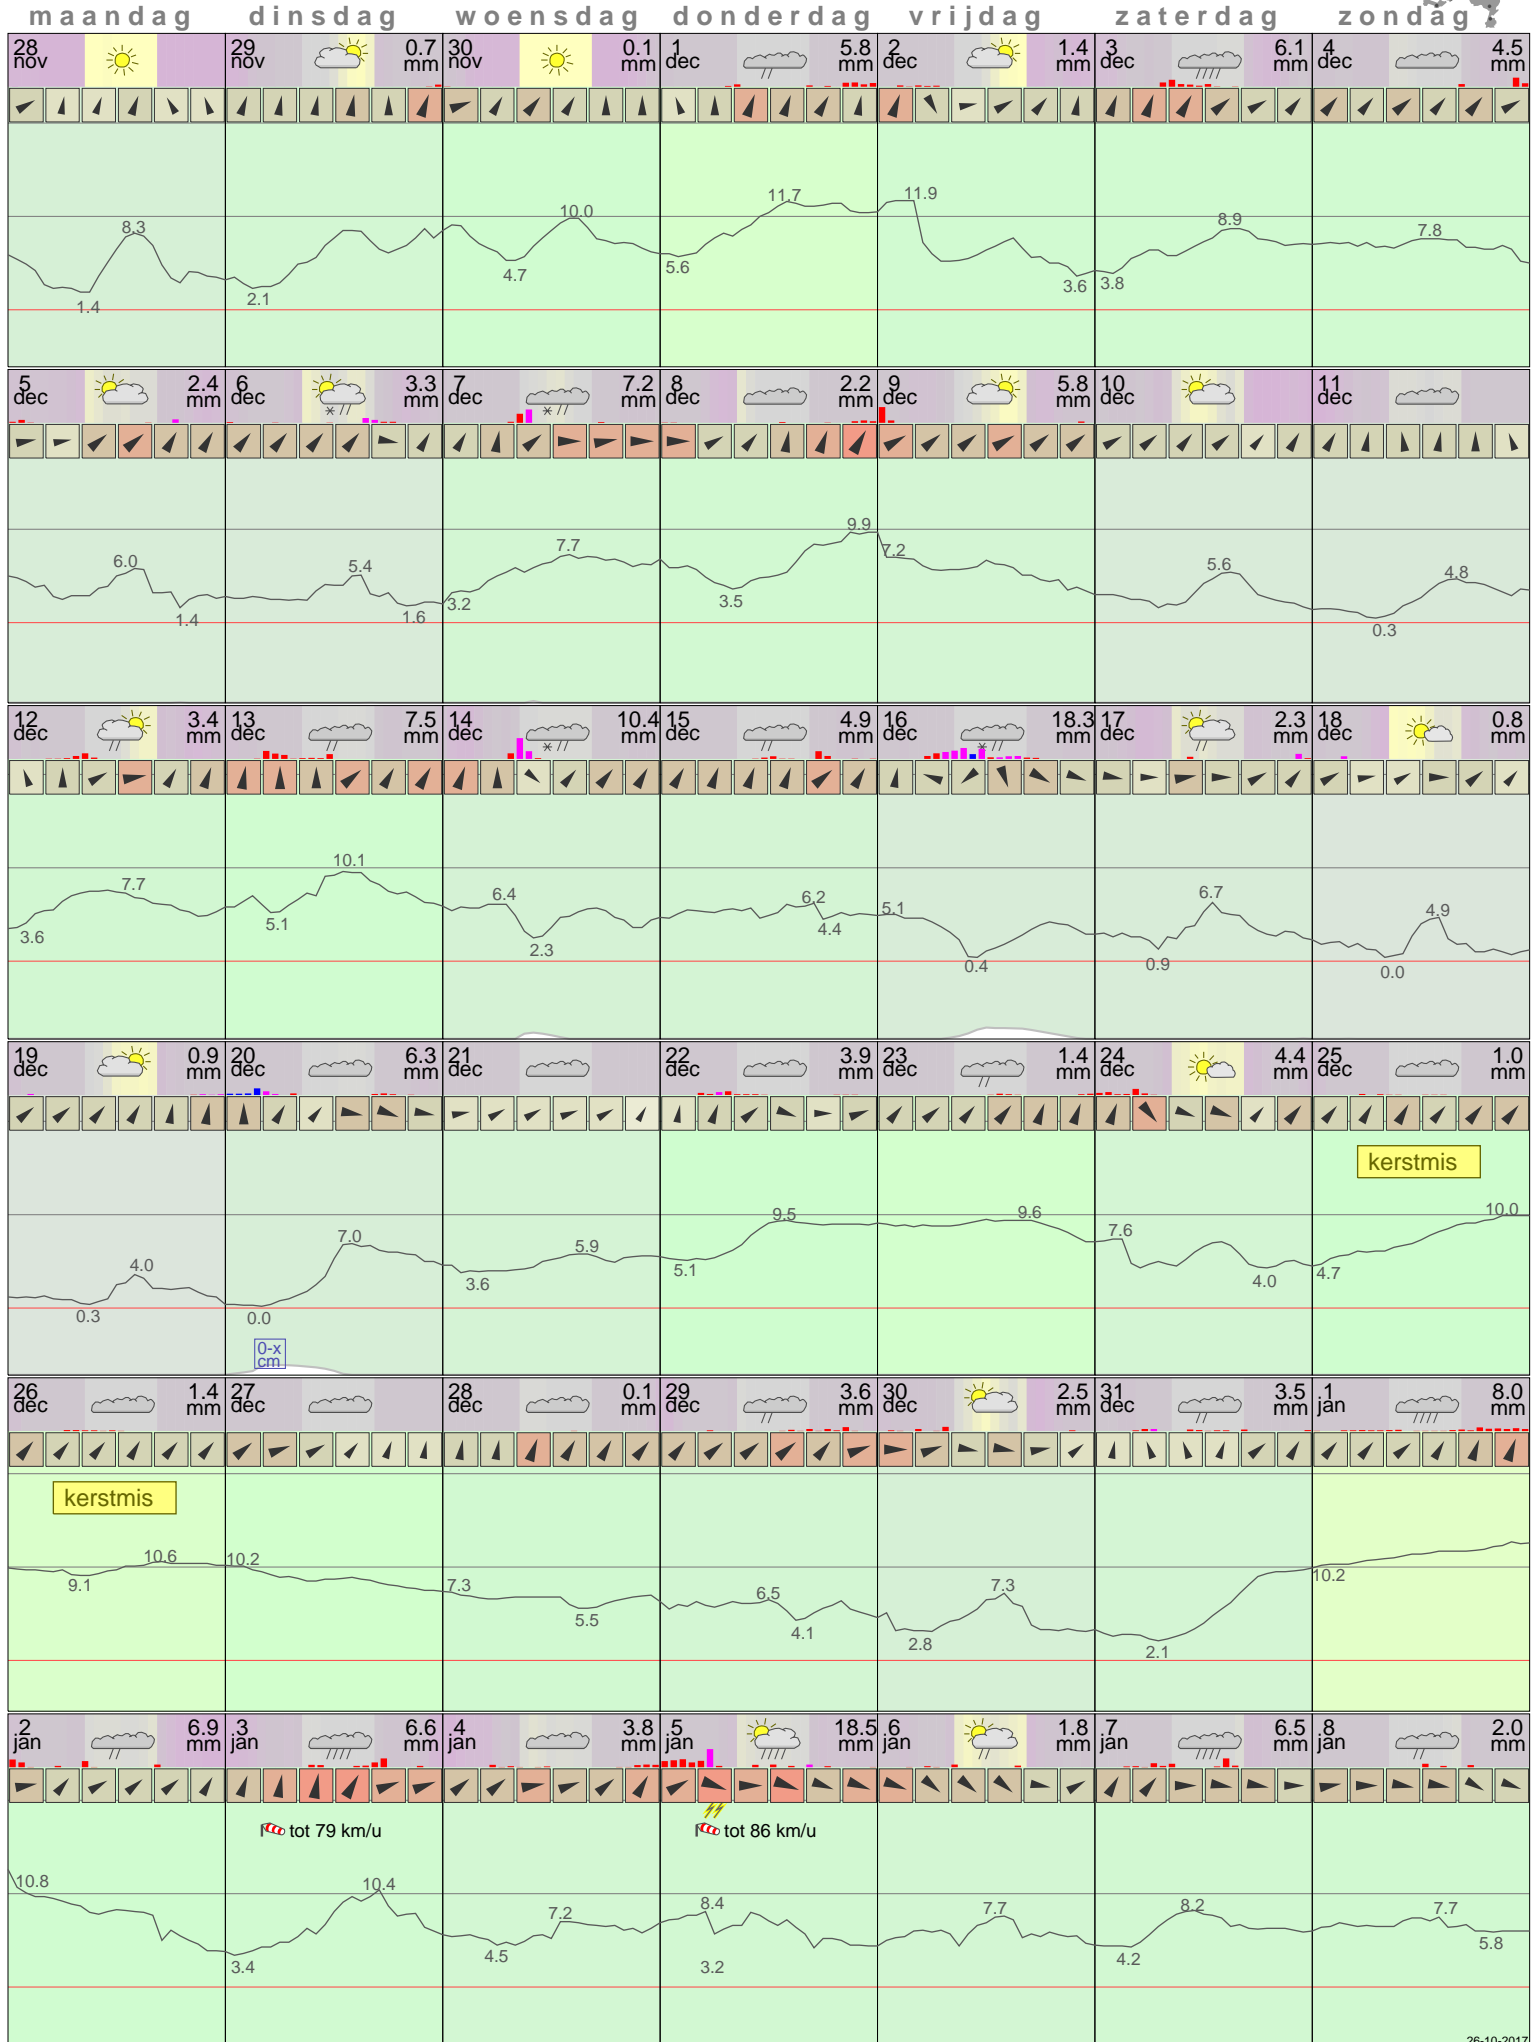 maandag dinsdag woensdag donderdag vrijdag zaterdag zondag
28 29 0.7 30 0.1 1 5.8 2 1.4 3 6.1 4 4.5
nov nov mm nov mm dec mm dec mm dec mm dec mm
11.7 11.9
8.3 10.0 8.9 7.8
1.4 2.1 4.7 5.6 3.6 3.8
5 2.4 6 3.3 7 7.2 8 2.2 9 5.8 10 11
dec mm dec mm dec mm dec mm dec mm dec dec
6.0 5.4 7.7 9.9 7.2 5.6 4.8
1.4 1.6 3.2 3.5 0.3
12 3.4 13 7.5 14 10.4 15 4.9 16 18.3 17 2.3 18 0.8
dec mm dec mm dec mm dec mm dec mm dec mm dec mm
7.7 10.1 6.4 6.2 5.1 6.7 4.9
3.6 5.1 2.3 4.4 0.4 0.9 0.0
19 0.9 20 6.3 21 22 3.9 23 1.4 24 4.4 25 1.0
dec mm dec mm dec dec mm dec mm dec mm dec mm
kerstmis
4.0 7.0 5.9 9.5 9.6 7.6 10.0
0.3 0.0 3.6 5.1 4.0 4.7
0-x
cm
26 1.4 27 28 0.1 29 3.6 30 2.5 31 3.5 1 8.0
dec mm dec dec mm dec mm dec mm dec mm jan mm
kerstmis
10.6 10.2 7.3 6.5 7.3 10.2
9.1 5.5 4.1 2.8 2.1
2 6.9 3 6.6 4 3.8 5 18.5 6 1.8 7 6.5 8 2.0
jan mm jan mm jan mm jan mm jan mm jan mm jan mm
tot 79 km/u tot 86 km/u
10.8 10.4 7.2 8.4 7.7 8.2 7.7
3.4 4.5 3.2 4.2 5.8
26-10-2017